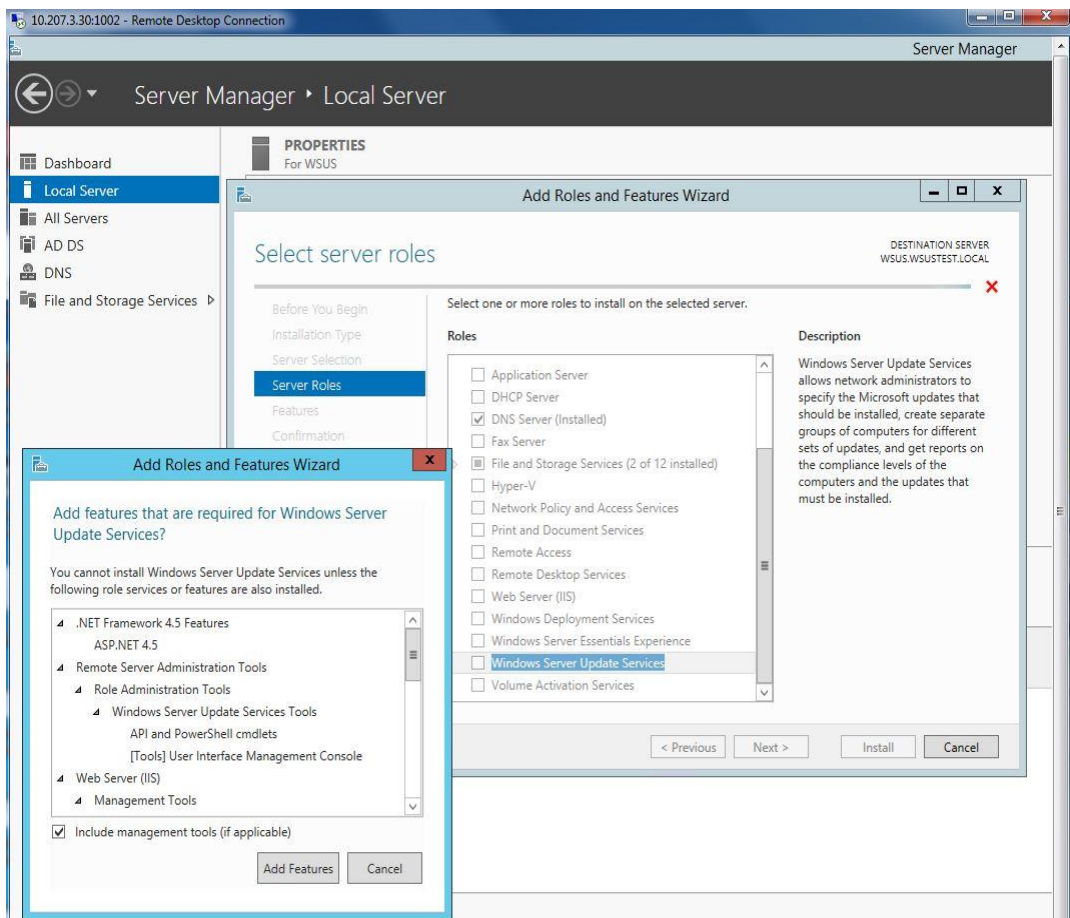 10.207.3.30:1002 - Remote Desktop Connection
Server Manager
Server Manager • Local Server
Dashboard
Local Server
All Servers
AD DS
DNS
File and Storage Services
PROPERTIES
For WSUS
Add Roles and Features Wizard
Select server roles
DESTINATION SERVER
WSUS.WSUSTEST.LOCAL
Before You Begin
Installation Type
Server Selection
Server Roles
Features
Confirmation
Select one or more roles to install on the selected server.
Roles
Application Server
DHCP Server
DNS Server (Installed)
Fax Server
File and Storage Services (2 of 12 installed)
Hyper-V
Network Policy and Access Services
Print and Document Services
Remote Access
Remote Desktop Services
Web Server (IIS)
Windows Deployment Services
Windows Server Essentials Experience
Windows Server Update Services
Volume Activation Services
Description
Windows Server Update Services
allows network administrators to
specify the Microsoft updates that
should be installed, create separate
groups of computers for different
sets of updates, and get reports on
the compliance levels of the
computers and the updates that
must be installed.
< Previous
Next >
Install
Cancel
Add Roles and Features Wizard
Add features that are required for Windows Server
Update Services?
You cannot install Windows Server Update Services unless the
following role services or features are also installed.
.NET Framework 4.5 Features
ASP.NET 4.5
Remote Server Administration Tools
Role Administration Tools
Windows Server Update Services Tools
API and PowerShell cmdlets
[Tools] User Interface Management Console
Web Server (IIS)
Management Tools
Include management tools (if applicable)
Add Features
Cancel